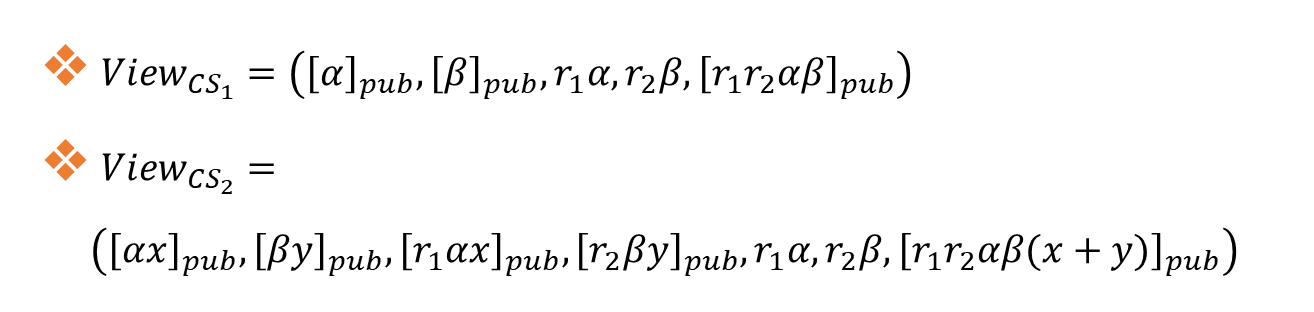 ❖ View_{CS_1} = ([α]_{pub}, [β]_{pub}, r_1α, r_2β, [r_1r_2αβ]_{pub})
❖ View_{CS_2} =
([αx]_{pub}, [βy]_{pub}, [r_1αx]_{pub}, [r_2βy]_{pub}, r_1α, r_2β, [r_1r_2αβ(x + y)]_{pub})